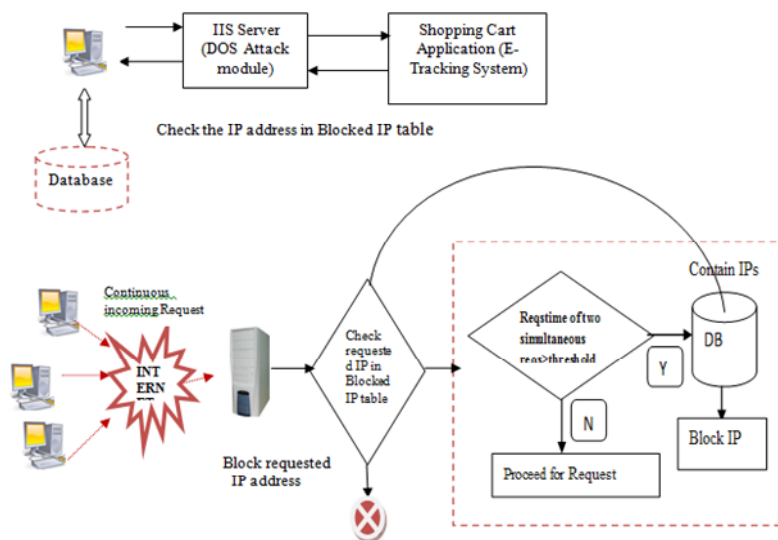 IIS Server
(DOS Attack
module)
Shopping Cart
Application (E-
Tracking System)
Check the IP address in Blocked IP table
Database
Continuous
incoming Request
INT
ERN
Check
requeste
d IP in
Blocked
IP table
Block requested
IP address
Reqstime of two
simultaneous
reqs>threshold
Y
N
Proceed for Request
Contain IPs
DB
Block IP